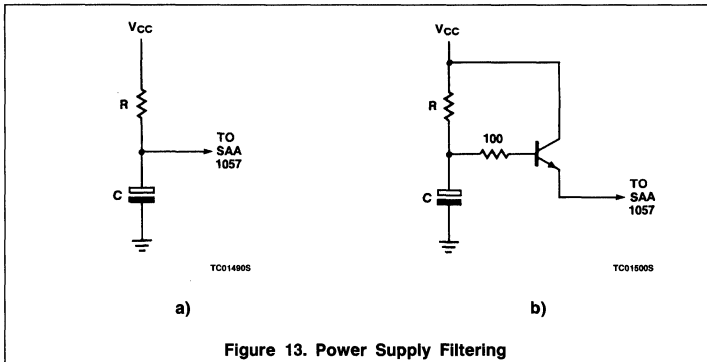 VCC
R
TO
SAA
1057
C
TC01490S
a)
VCC
R
100
C
TO
SAA
1057
TC01500S
b)
Figure 13. Power Supply Filtering